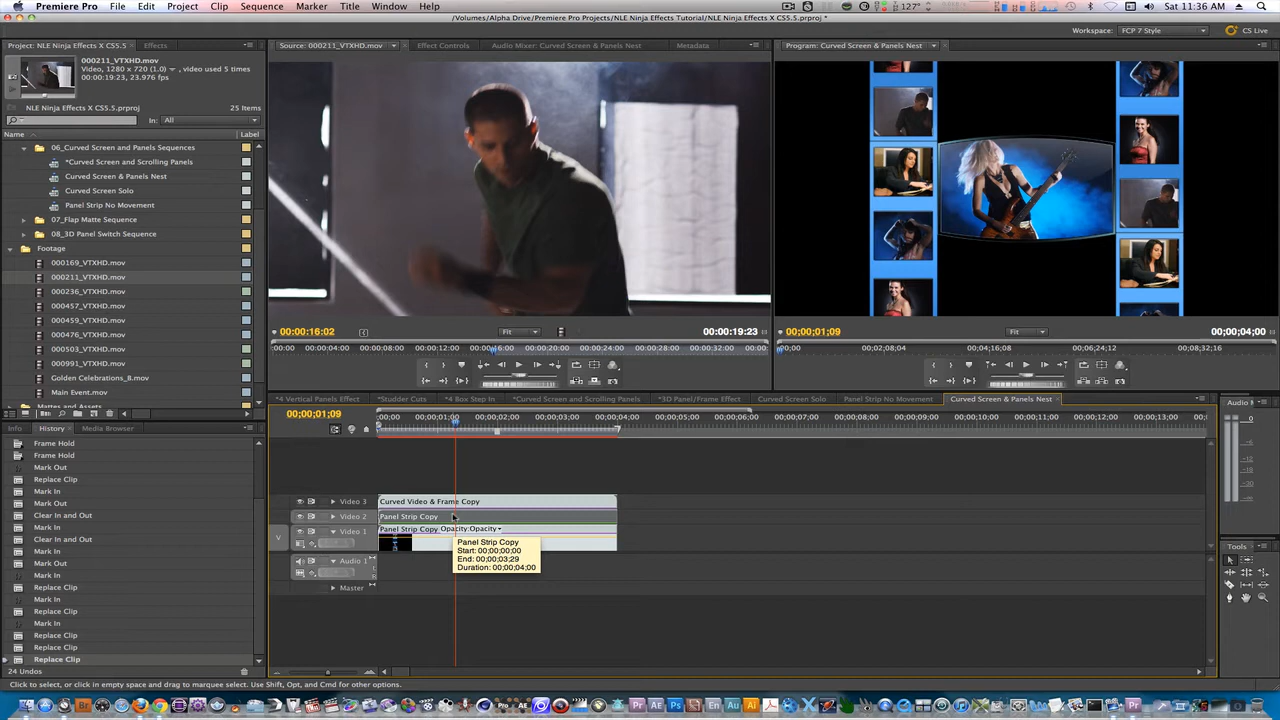 Premiere Pro File Edit Project Clip Sequence Marker Title Window Help 127° Sat 11:36 AM
/Volumes/Alpha Drive/Premiere Pro Projects/NLE Ninja Effects Tutorial/NLE Ninja Effects X CS5.5.prproj *
Workspace: FCP 7 Style CS Live
Project: NLE Ninja Effects X CS5.5 Effects
000211_VTXHD.mov
Video, 1280 x 720 (1.0) , video used 5 times
00:00:19:23, 23.976 fps
NLE Ninja Effects X CS5.5.prproj 25 Items
In: All
Name Label
06_Curved Screen and Panels Sequences
*Curved Screen and Scrolling Panels
Curved Screen & Panels Nest
Curved Screen Solo
Panel Strip No Movement
07_Flap Matte Sequence
08_3D Panel Switch Sequence
Footage
000169_VTXHD.mov
000211_VTXHD.mov
000236_VTXHD.mov
000457_VTXHD.mov
000459_VTXHD.mov
000476_VTXHD.mov
000503_VTXHD.mov
000991_VTXHD.mov
Golden Celebrations_B.mov
Main Event.mov
Mattes and Assets
Source: 000211_VTXHD.mov Effect Controls Audio Mixer: Curved Screen & Panels Nest Metadata
00:00:16:02 Fit 00:00:19:23
00:00 00:00:04:00 00:00:08:00 00:00:12:00 00:00:16:00 00:00:20:00 00:00:24:00 00:00:28:00 00:00:32:00 00:00:
Program: Curved Screen & Panels Nest
00;00;01;09 Fit 00;00;04;00
00;00 00;02;08;04 00;04;16;08 00;06;24;12 00;08;32;16
Info History Media Browser
Frame Hold
Frame Hold
Mark Out
Replace Clip
Mark In
Mark Out
Clear In and Out
Mark In
Clear In and Out
Mark In
Mark Out
Mark In
Replace Clip
Mark In
Replace Clip
Mark In
Replace Clip
Replace Clip
Replace Clip
24 Undos
*4 Vertical Panels Effect *Studder Cuts *4 Box Step In *Curved Screen and Scrolling Panels *3D Panel/Frame Effect Curved Screen Solo Panel Strip No Movement Curved Screen & Panels Nest
00;00;01;09
;00;00 00;00;01;00 00;00;02;00 00;00;03;00 00;00;04;00 00;00;05;00 00;00;06;00 00;00;07;00 00;00;08;00 00;00;09;00 00;00;10;00 00;00;11;00 00;00;12;00 00;00;13;00
Video 3 Curved Video & Frame Copy
Video 2 Panel Strip Copy
V Video 1 Panel Strip Copy Opacity:Opacity
Panel Strip Copy
Start: 00;00;00;00
End: 00;00;03;29
Duration: 00;00;04;00
Audio 1
Master
Audio M
0
-6
-12
-18
Tools
Click to select, or click in empty space and drag to marquee select. Use Shift, Opt, and Cmd for other options.
Br Pro AE Pr AE Ps En Au Ai Pr